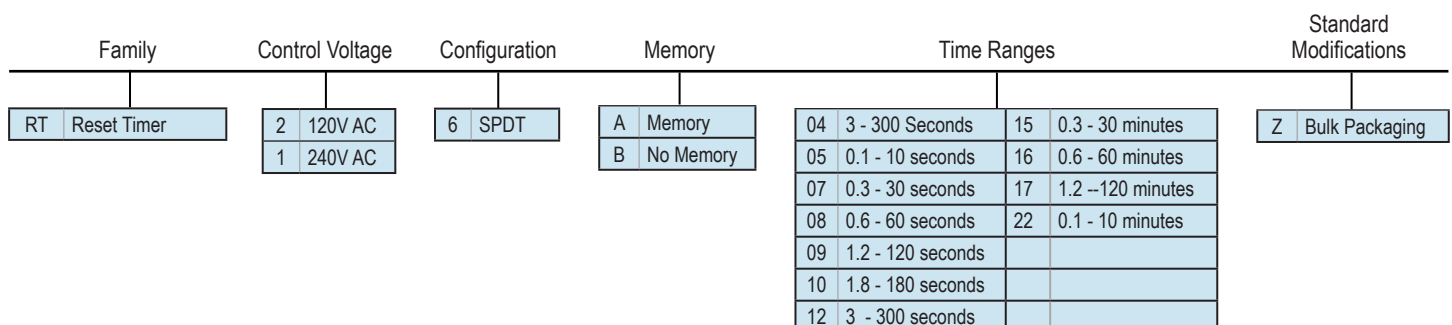 Family Control Voltage Configuration Memory Time Ranges Standard Modifications
RT Reset Timer
2 120V AC
1 240V AC
6 SPDT
A Memory
B No Memory
04 3 - 300 Seconds 15 0.3 - 30 minutes
05 0.1 - 10 seconds 16 0.6 - 60 minutes
07 0.3 - 30 seconds 17 1.2 --120 minutes
08 0.6 - 60 seconds 22 0.1 - 10 minutes
09 1.2 - 120 seconds
10 1.8 - 180 seconds
12 3 - 300 seconds
Z Bulk Packaging